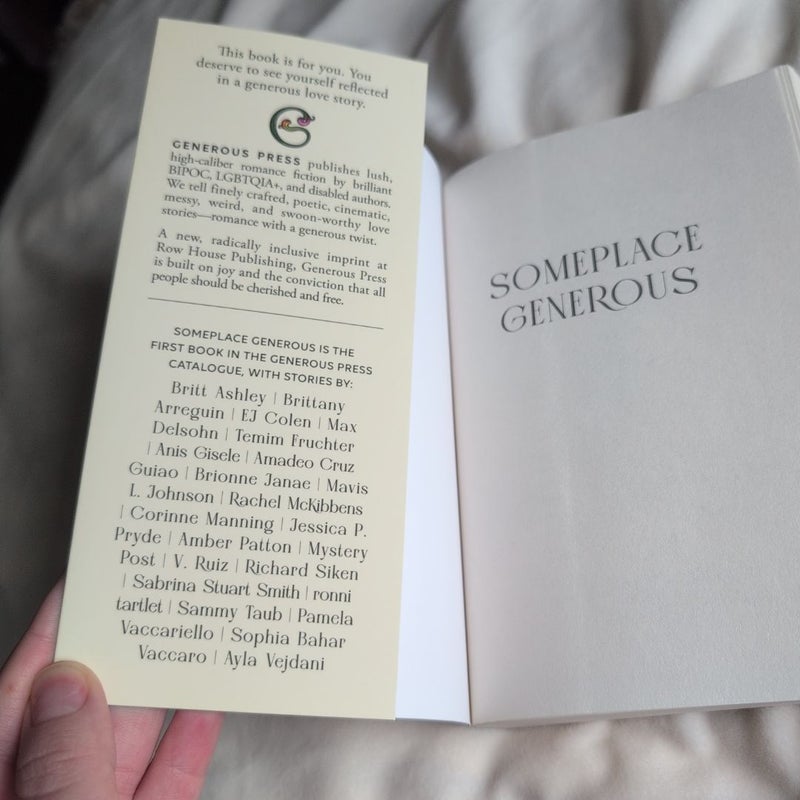 This book is for you. You
deserve to see yourself reflected
in a generous love story.
GENEROUS PRESS publishes lush,
high-caliber romance fiction by brilliant
BIPOC, LGBTQIA+, and disabled authors.
We tell finely crafted, poetic, cinematic,
messy, weird, and swoon-worthy love
stories—romance with a generous twist.
A new, radically inclusive imprint at
Row House Publishing, Generous Press
is built on joy and the conviction that all
people should be cherished and free.
SOMEPLACE GENEROUS IS THE
FIRST BOOK IN THE GENEROUS PRESS
CATALOGUE, WITH STORIES BY:
Britt Ashley | Brittany
Arreguin | EJ Colen | Max
Delsohn | Temim Fruchter
| Anis Gisele | Amadeo Cruz
Guiao | Brionne Janae | Mavis
L. Johnson | Rachel McKibbens
| Corinne Manning | Jessica P.
Pryde | Amber Patton | Mystery
Post | V. Ruiz | Richard Siken
| Sabrina Stuart Smith | ronni
tartlet | Sammy Taub | Pamela
Vaccariello | Sophia Bahar
Vaccaro | Ayla Vejdani
SOMEPLACE
GENEROUS